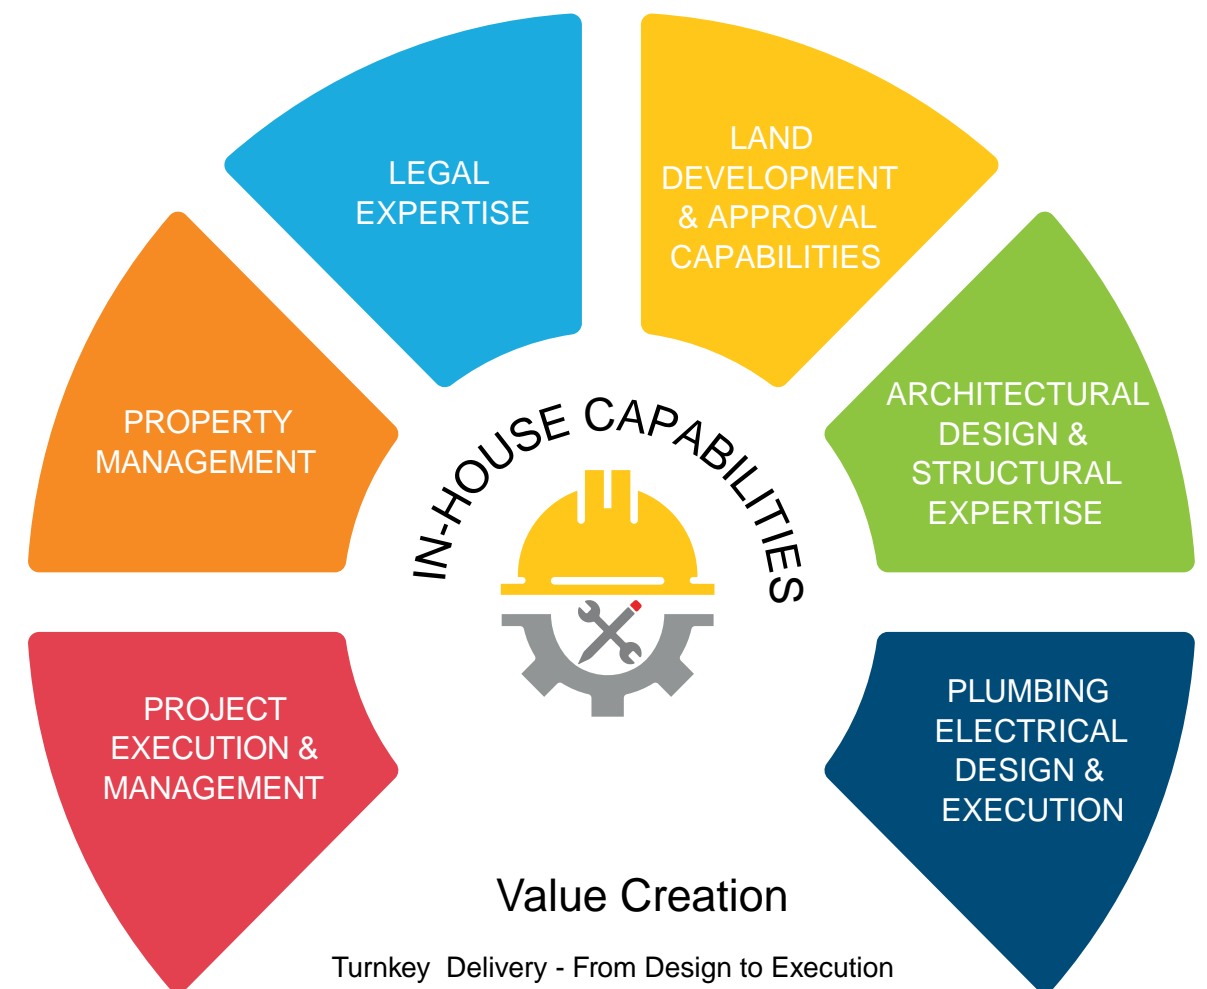 LEGAL
EXPERTISE
LAND
DEVELOPMENT
& APPROVAL
CAPABILITIES
PROPERTY
MANAGEMENT
ARCHITECTURAL
DESIGN &
STRUCTURAL
EXPERTISE
IN-HOUSE CAPABILITIES
PROJECT
EXECUTION &
MANAGEMENT
PLUMBING
ELECTRICAL
DESIGN &
EXECUTION
Value Creation
Turnkey  Delivery - From Design to Execution